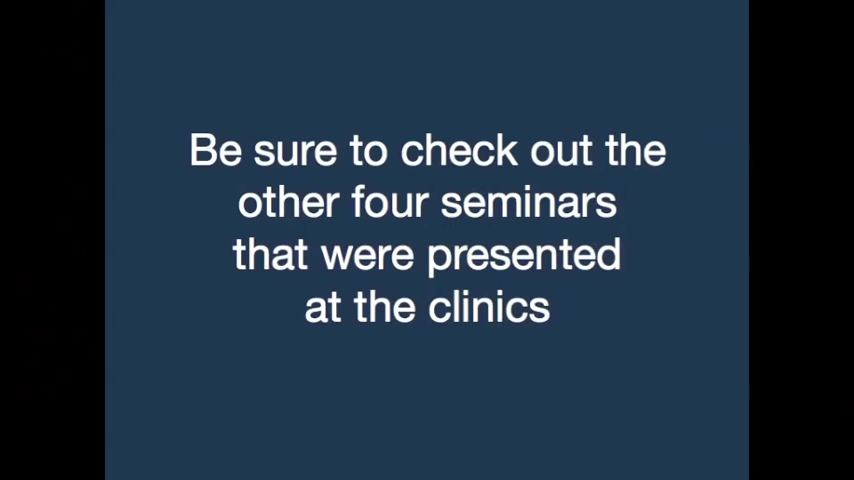 Be sure to check out the
other four seminars
that were presented
at the clinics